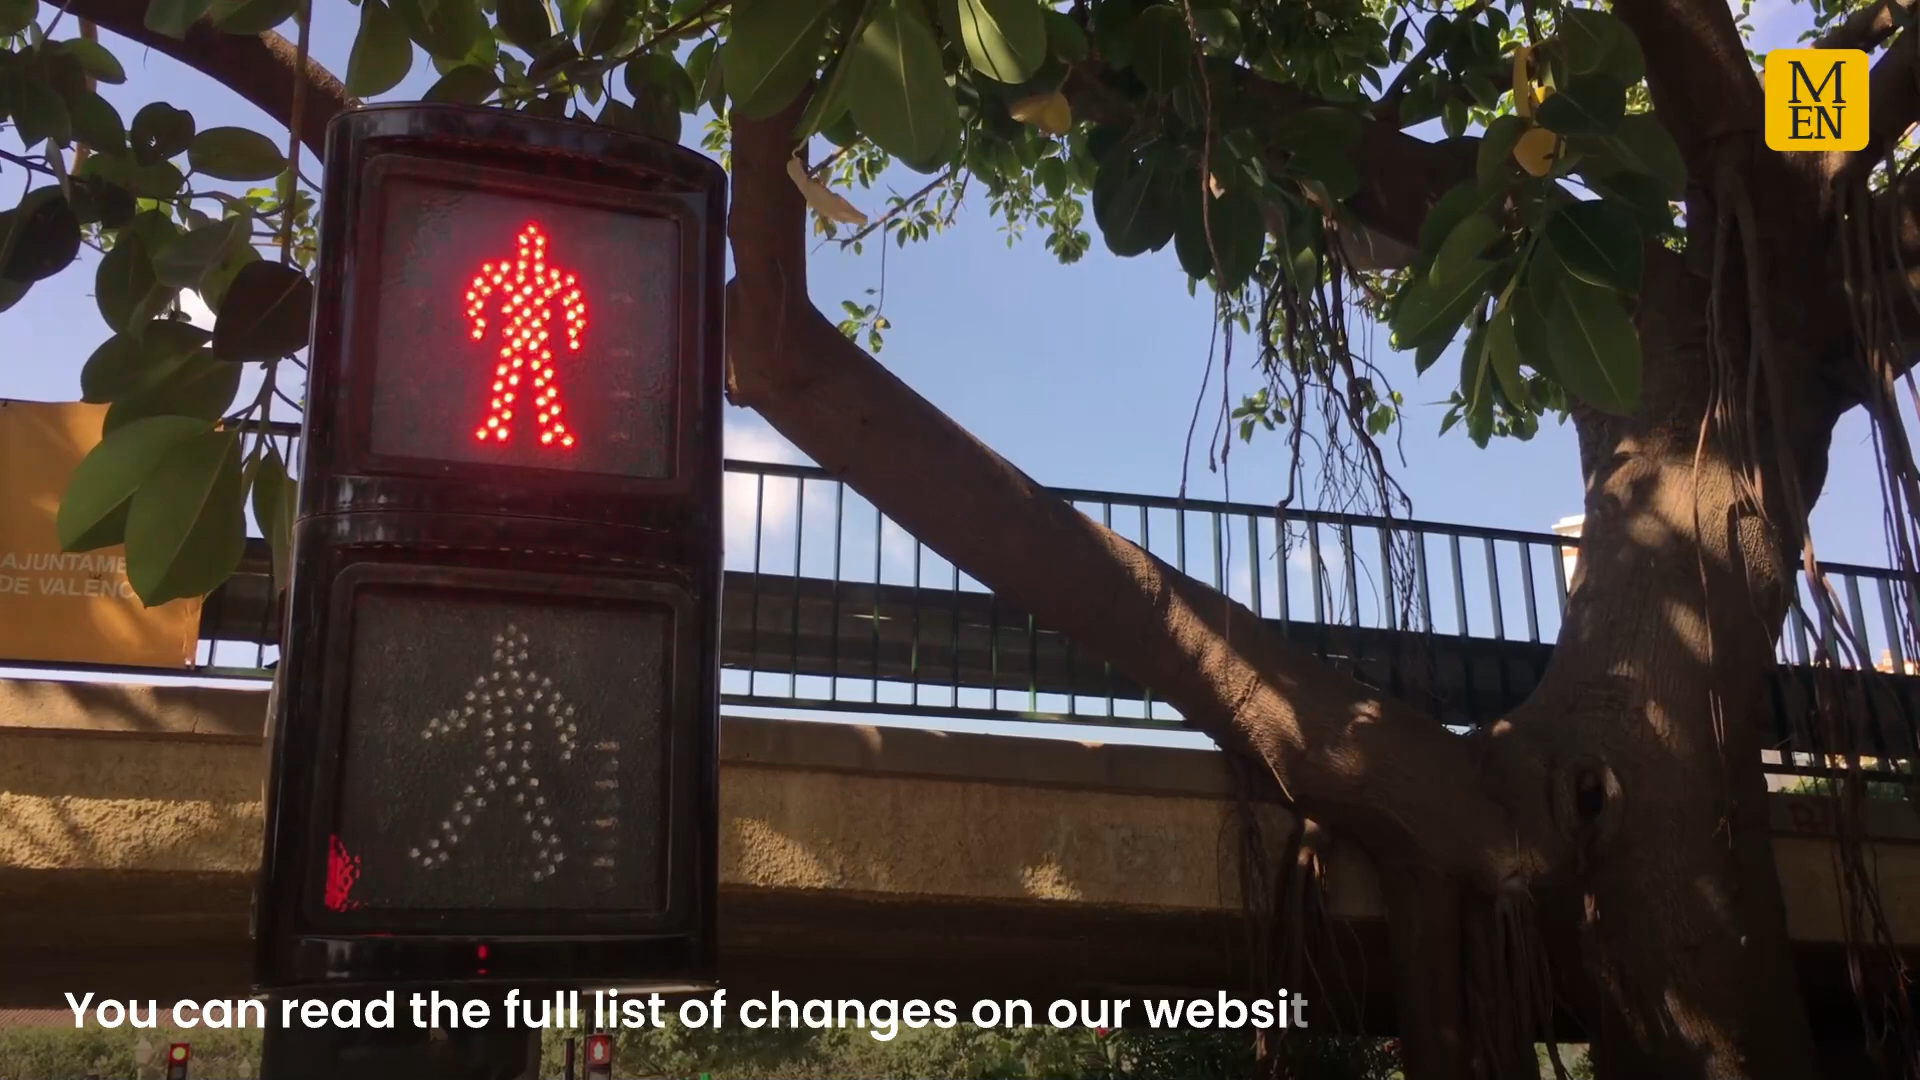 M
EN
AJUNTAME
DE VALENC
You can read the full list of changes on our websit